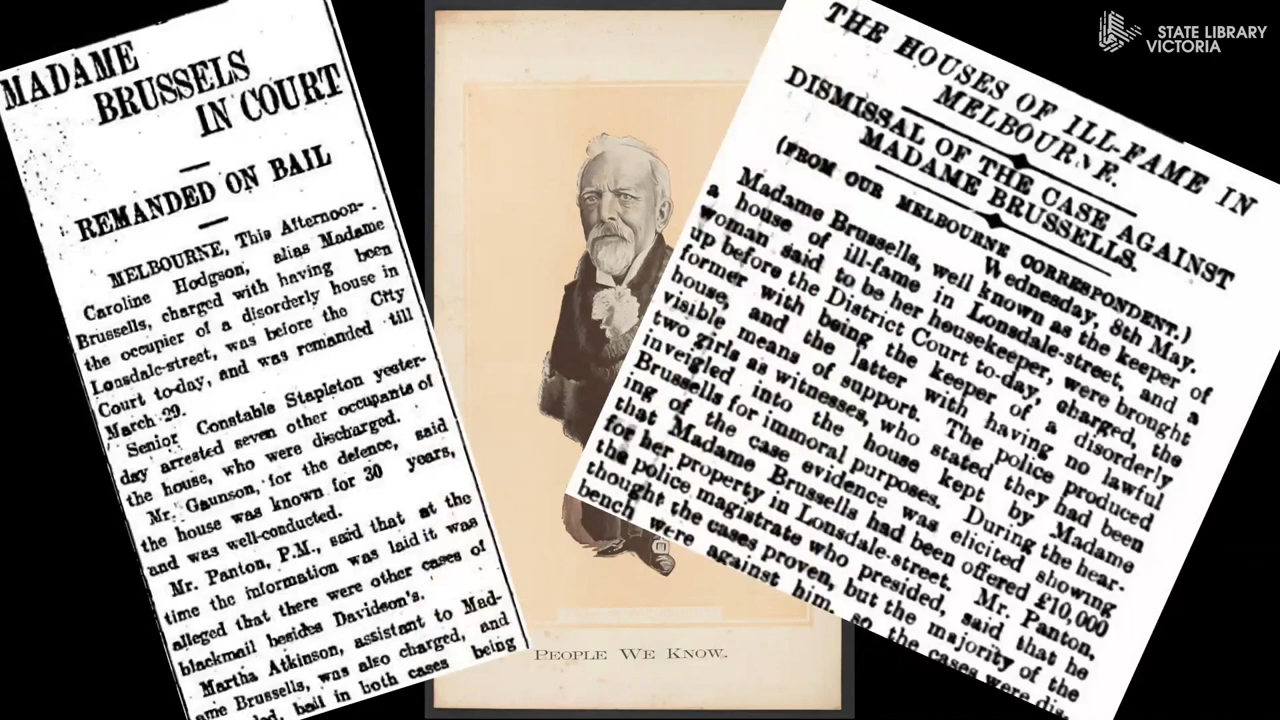 MADAME
BRUSSELS
IN COURT
REMANDED ON BAIL
MELBOURNE, This Afternoon-.
Caroline Hodgson, alias Madame
Brussels, charged with having been
the occupier of a disorderly house in
Lonsdale-street, was before the City
Court to-day, and was remanded till
March 29.
Senior Constable Stapleton yester-
day arrested seven other occupants of
the house, who were discharged.
Mr. Gaunson, for the defence, said
the house was known for 30 years,
and was well-conducted.
Mr. Panton, P.M., said that at the
time the information was laid it was
alleged that there were other cases of
blackmail besides Davidson's.
Martha Atkinson, assistant to Mad-
ame Brussels, was also charged, and
bail in both cases being
PEOPLE WE KNOW.
THE HOUSES OF ILL-FAME IN
MELBOURNE.
DISMISSAL OF THE CASE AGAINST
MADAME BRUSSELLS.
(FROM OUR MELBOURNE CORRESPONDENT.)
Wednesday, 8th May.
Madame Brussells, well known as the keeper of
a house of ill-fame in Lonsdale-street, and a
woman said to be her housekeeper, were brought
up before the District Court to-day, charged, the
former with being the keeper of a disorderly
house, and the latter with having no lawful
visible means of support. The police produced
two girls as witnesses, who stated they had been
inveigled into the house kept by Madame
Brussells for immoral purposes. During the hear-
ing of the case evidence was elicited showing
that Madame Brussells had been offered £10,000
for her property in Lonsdale-street. Mr. Panton,
the police magistrate who presided, said that he
thought the cases proven, but the majority of the
bench were against him, so the cases were dis-
STATE LIBRARY
VICTORIA